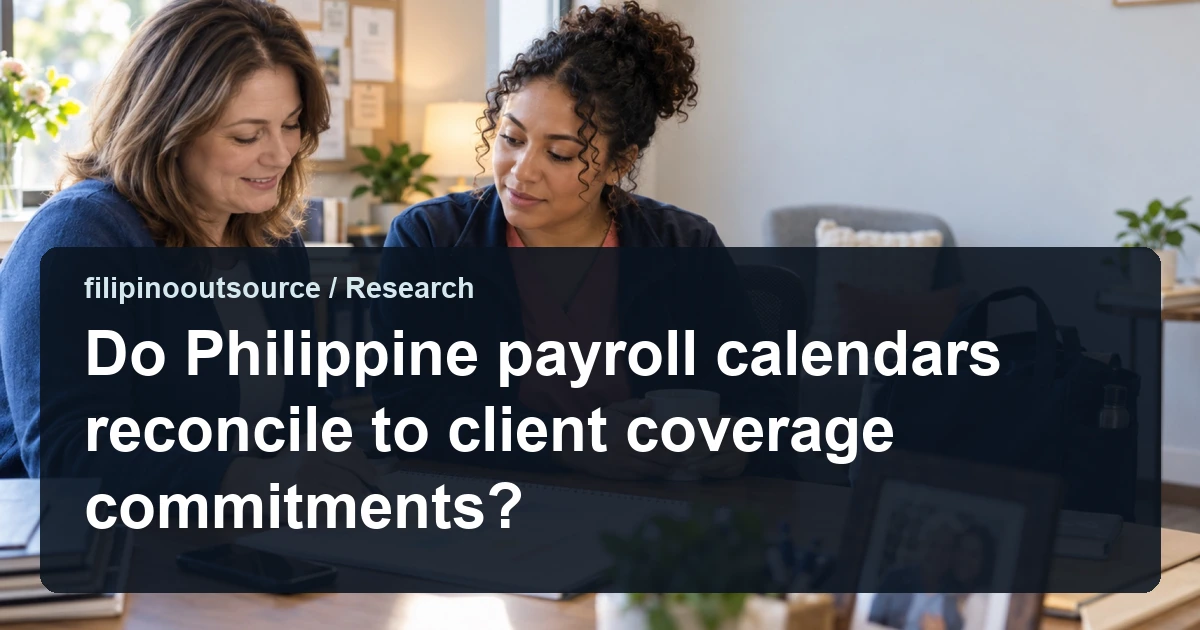 filipinooutsource / Research
Do Philippine payroll calendars
reconcile to client coverage
commitments?